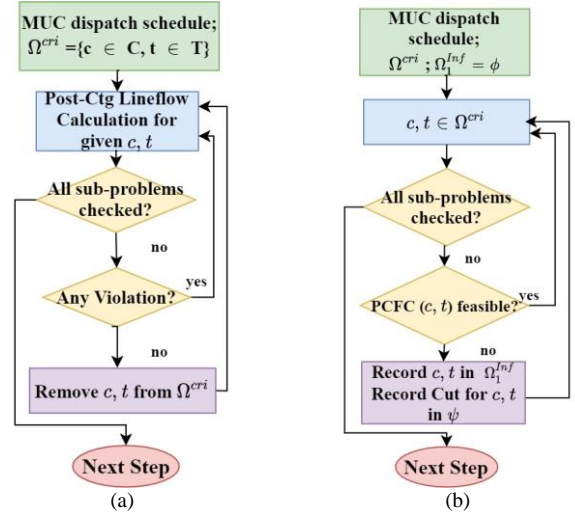 MUC dispatch schedule;
Ω^{cri} ={c ∈ C, t ∈ T}
Post-Ctg Lineflow
Calculation for
given c, t
All sub-problems
checked?
no
yes
Any Violation?
no
Remove c, t from Ω^{cri}
Next Step
(a)
MUC dispatch
schedule;
Ω^{cri} ; Ω_1^{Inf} = ϕ
c, t ∈ Ω^{cri}
All sub-problems
checked?
no
yes
PCFC (c, t) feasible?
no
Record c, t in Ω_1^{Inf}
Record Cut for c, t
in ψ
Next Step
(b)